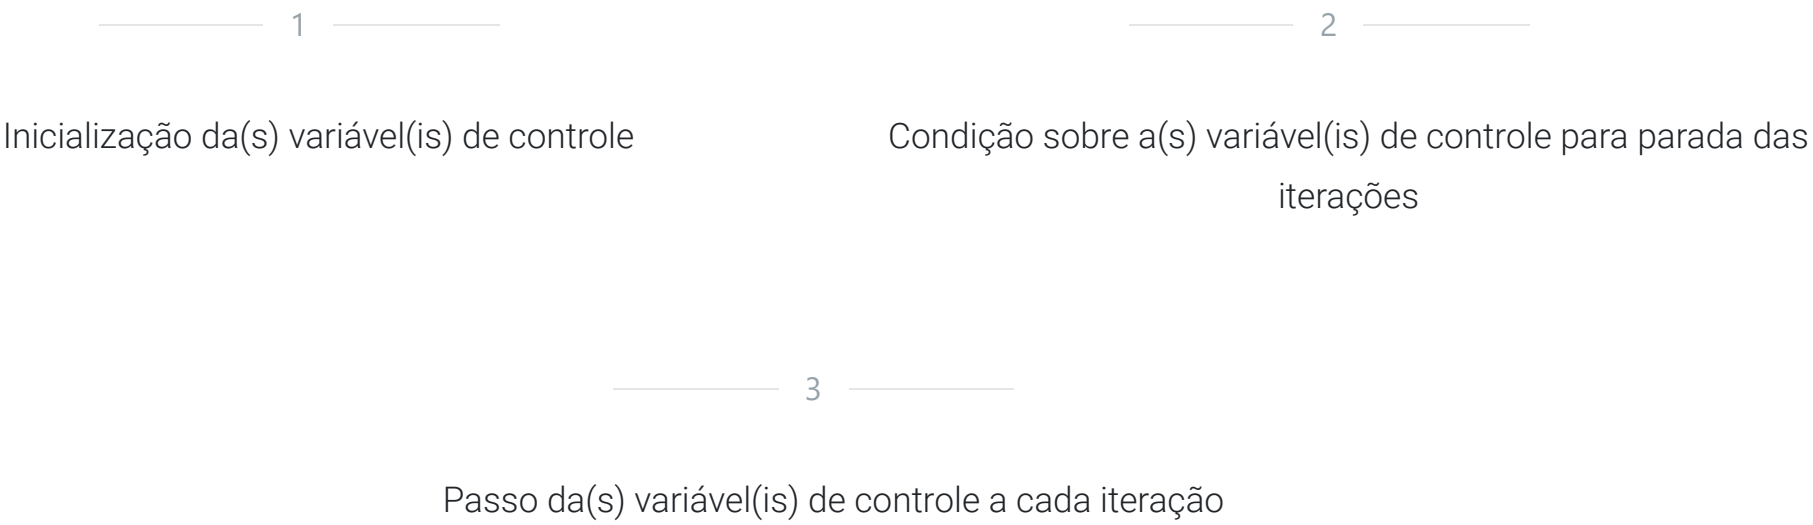 1
Inicialização da(s) variável(is) de controle
2
Condição sobre a(s) variável(is) de controle para parada das
iterações
3
Passo da(s) variável(is) de controle a cada iteração